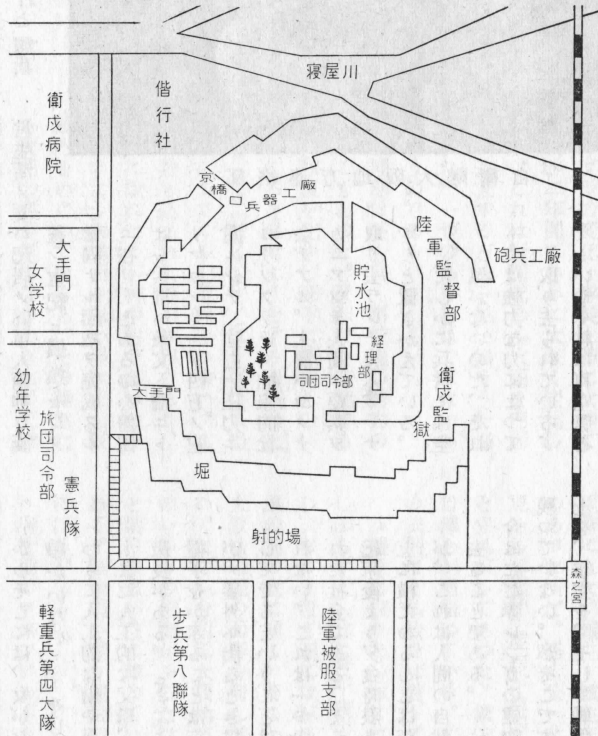 寝屋川
偕行社
衛戍病院
京橋
兵器工廠
陸軍監督部
砲兵工廠
大手門
女学校
貯水池
経理部
司団司令部
大手門
衛戍監獄
幼年学校
旅団司令部
憲兵隊
堀
射的場
森之宮
軽重兵第四大隊
歩兵第八聯隊
陸軍被服支部